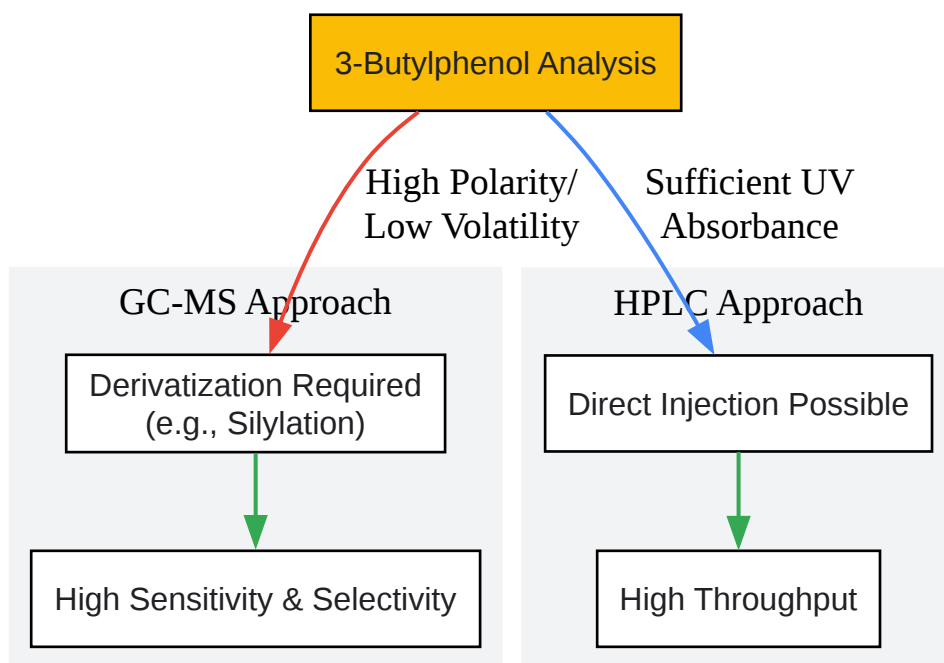 3-Butylphenol Analysis
High Polarity/
Low Volatility
Sufficient UV
Absorbance
GC-MS Approach
HPLC Approach
Derivatization Required
(e.g., Silylation)
Direct Injection Possible
High Sensitivity & Selectivity
High Throughput